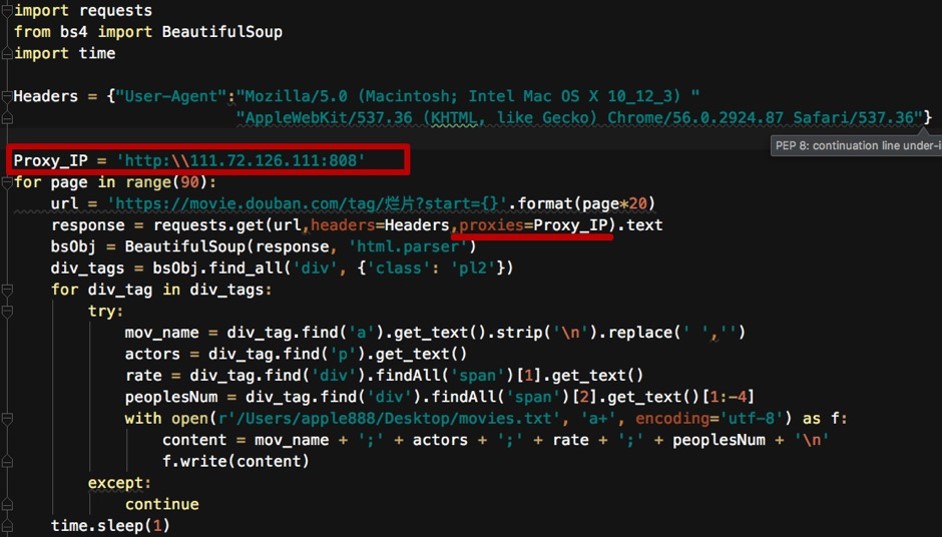 import requests
from bs4 import BeautifulSoup
import time
Headers = {"User-Agent":"Mozilla/5.0 (Macintosh; Intel Mac OS X 10_12_3) "
"AppleWebKit/537.36 (KHTML, like Gecko) Chrome/56.0.2924.87 Safari/537.36"}
PEP 8: continuation line under-i
Proxy_IP = 'http:\\111.72.126.111:808'
for page in range(90):
url = 'https://movie.douban.com/tag/烂片?start={}'.format(page*20)
response = requests.get(url,headers=Headers,proxies=Proxy_IP).text
bsObj = BeautifulSoup(response, 'html.parser')
div_tags = bsObj.find_all('div', {'class': 'pl2'})
for div_tag in div_tags:
try:
mov_name = div_tag.find('a').get_text().strip('\n').replace(' ','')
actors = div_tag.find('p').get_text()
rate = div_tag.find('div').findAll('span')[1].get_text()
peoplesNum = div_tag.find('div').findAll('span')[2].get_text()[1:-4]
with open(r'/Users/apple888/Desktop/movies.txt', 'a+', encoding='utf-8') as f:
content = mov_name + ';' + actors + ';' + rate + ';' + peoplesNum + '\n'
f.write(content)
except:
continue
time.sleep(1)